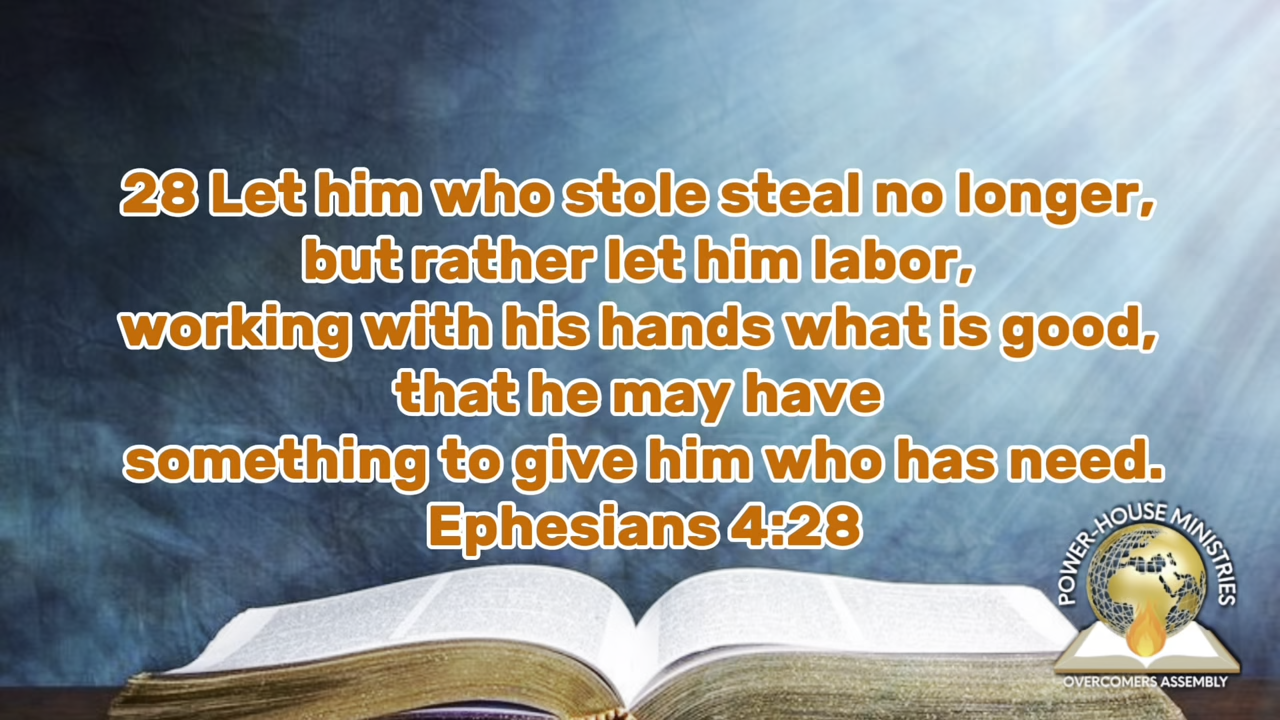 28 Let him who stole steal no longer,
but rather let him labor,
working with his hands what is good,
that he may have
something to give him who has need.
Ephesians 4:28
POWER-HOUSE MINISTRIES
OVERCOMERS ASSEMBLY